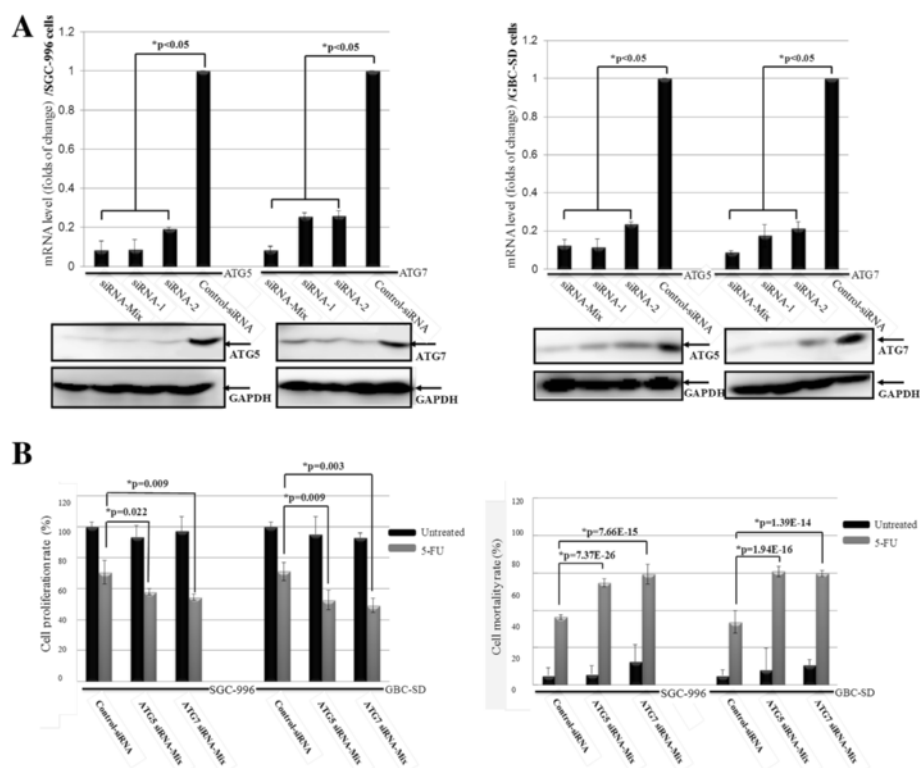 A
mRNA level (folds of change) /SGC-996 cells
1.2
1
0.8
0.6
0.4
0.2
0
*p<0.05
*p<0.05
ATG5
ATG7
siRNA-Mix
siRNA-1
siRNA-2
Control-siRNA
siRNA-Mix
siRNA-1
siRNA-2
Control-siRNA
ATG5
GAPDH
ATG7
GAPDH
mRNA level (folds of change) /GBC-SD cells
1.2
1
0.8
0.6
0.4
0.2
0
*p<0.05
*p<0.05
ATG5
ATG7
siRNA-Mix
siRNA-1
siRNA-2
Control-siRNA
siRNA-Mix
siRNA-1
siRNA-2
Control-siRNA
ATG5
GAPDH
ATG7
GAPDH
B
Cell proliferation rate (%)
120
100
80
60
40
20
0
*p=0.009
*p=0.022
*p=0.003
*p=0.009
Untreated
5-FU
SGC-996
GBC-SD
Control-siRNA
ATG5 siRNA-Mix
ATG7 siRNA-Mix
Control-siRNA
ATG5 siRNA-Mix
ATG7 siRNA-Mix
Cell mortality rate (%)
120
100
80
60
40
20
0
*p=7.66E-15
*p=7.37E-26
*p=1.39E-14
*p=1.94E-16
Untreated
5-FU
SGC-996
GBC-SD
Control-siRNA
ATG5 siRNA-Mix
ATG7 siRNA-Mix
Control-siRNA
ATG5 siRNA-Mix
ATG7 siRNA-Mix